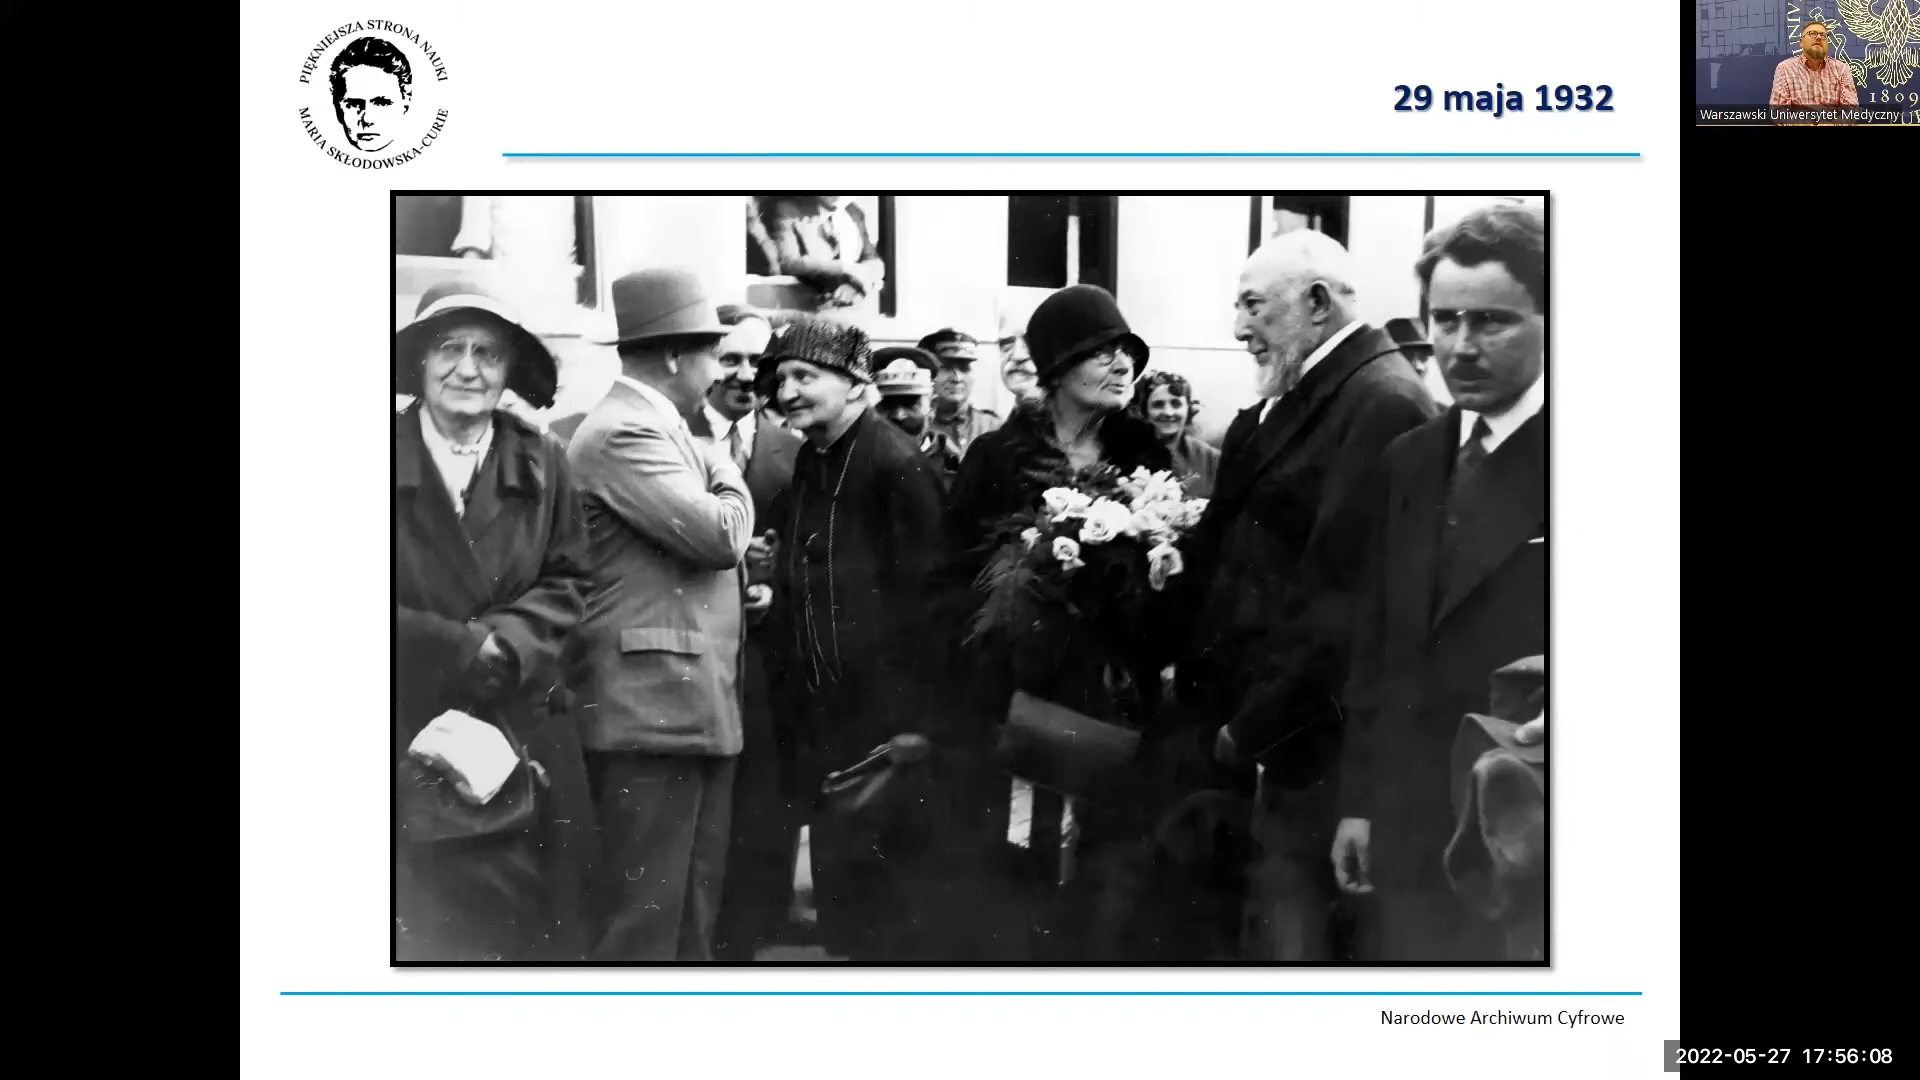 PIĘKNIEJSZA STRONA NAUKI
MARIA SKŁODOWSKA-CURIE
29 maja 1932
1809
Warszawski Uniwersytet Medyczny
Narodowe Archiwum Cyfrowe
2022-05-27 17:56:08